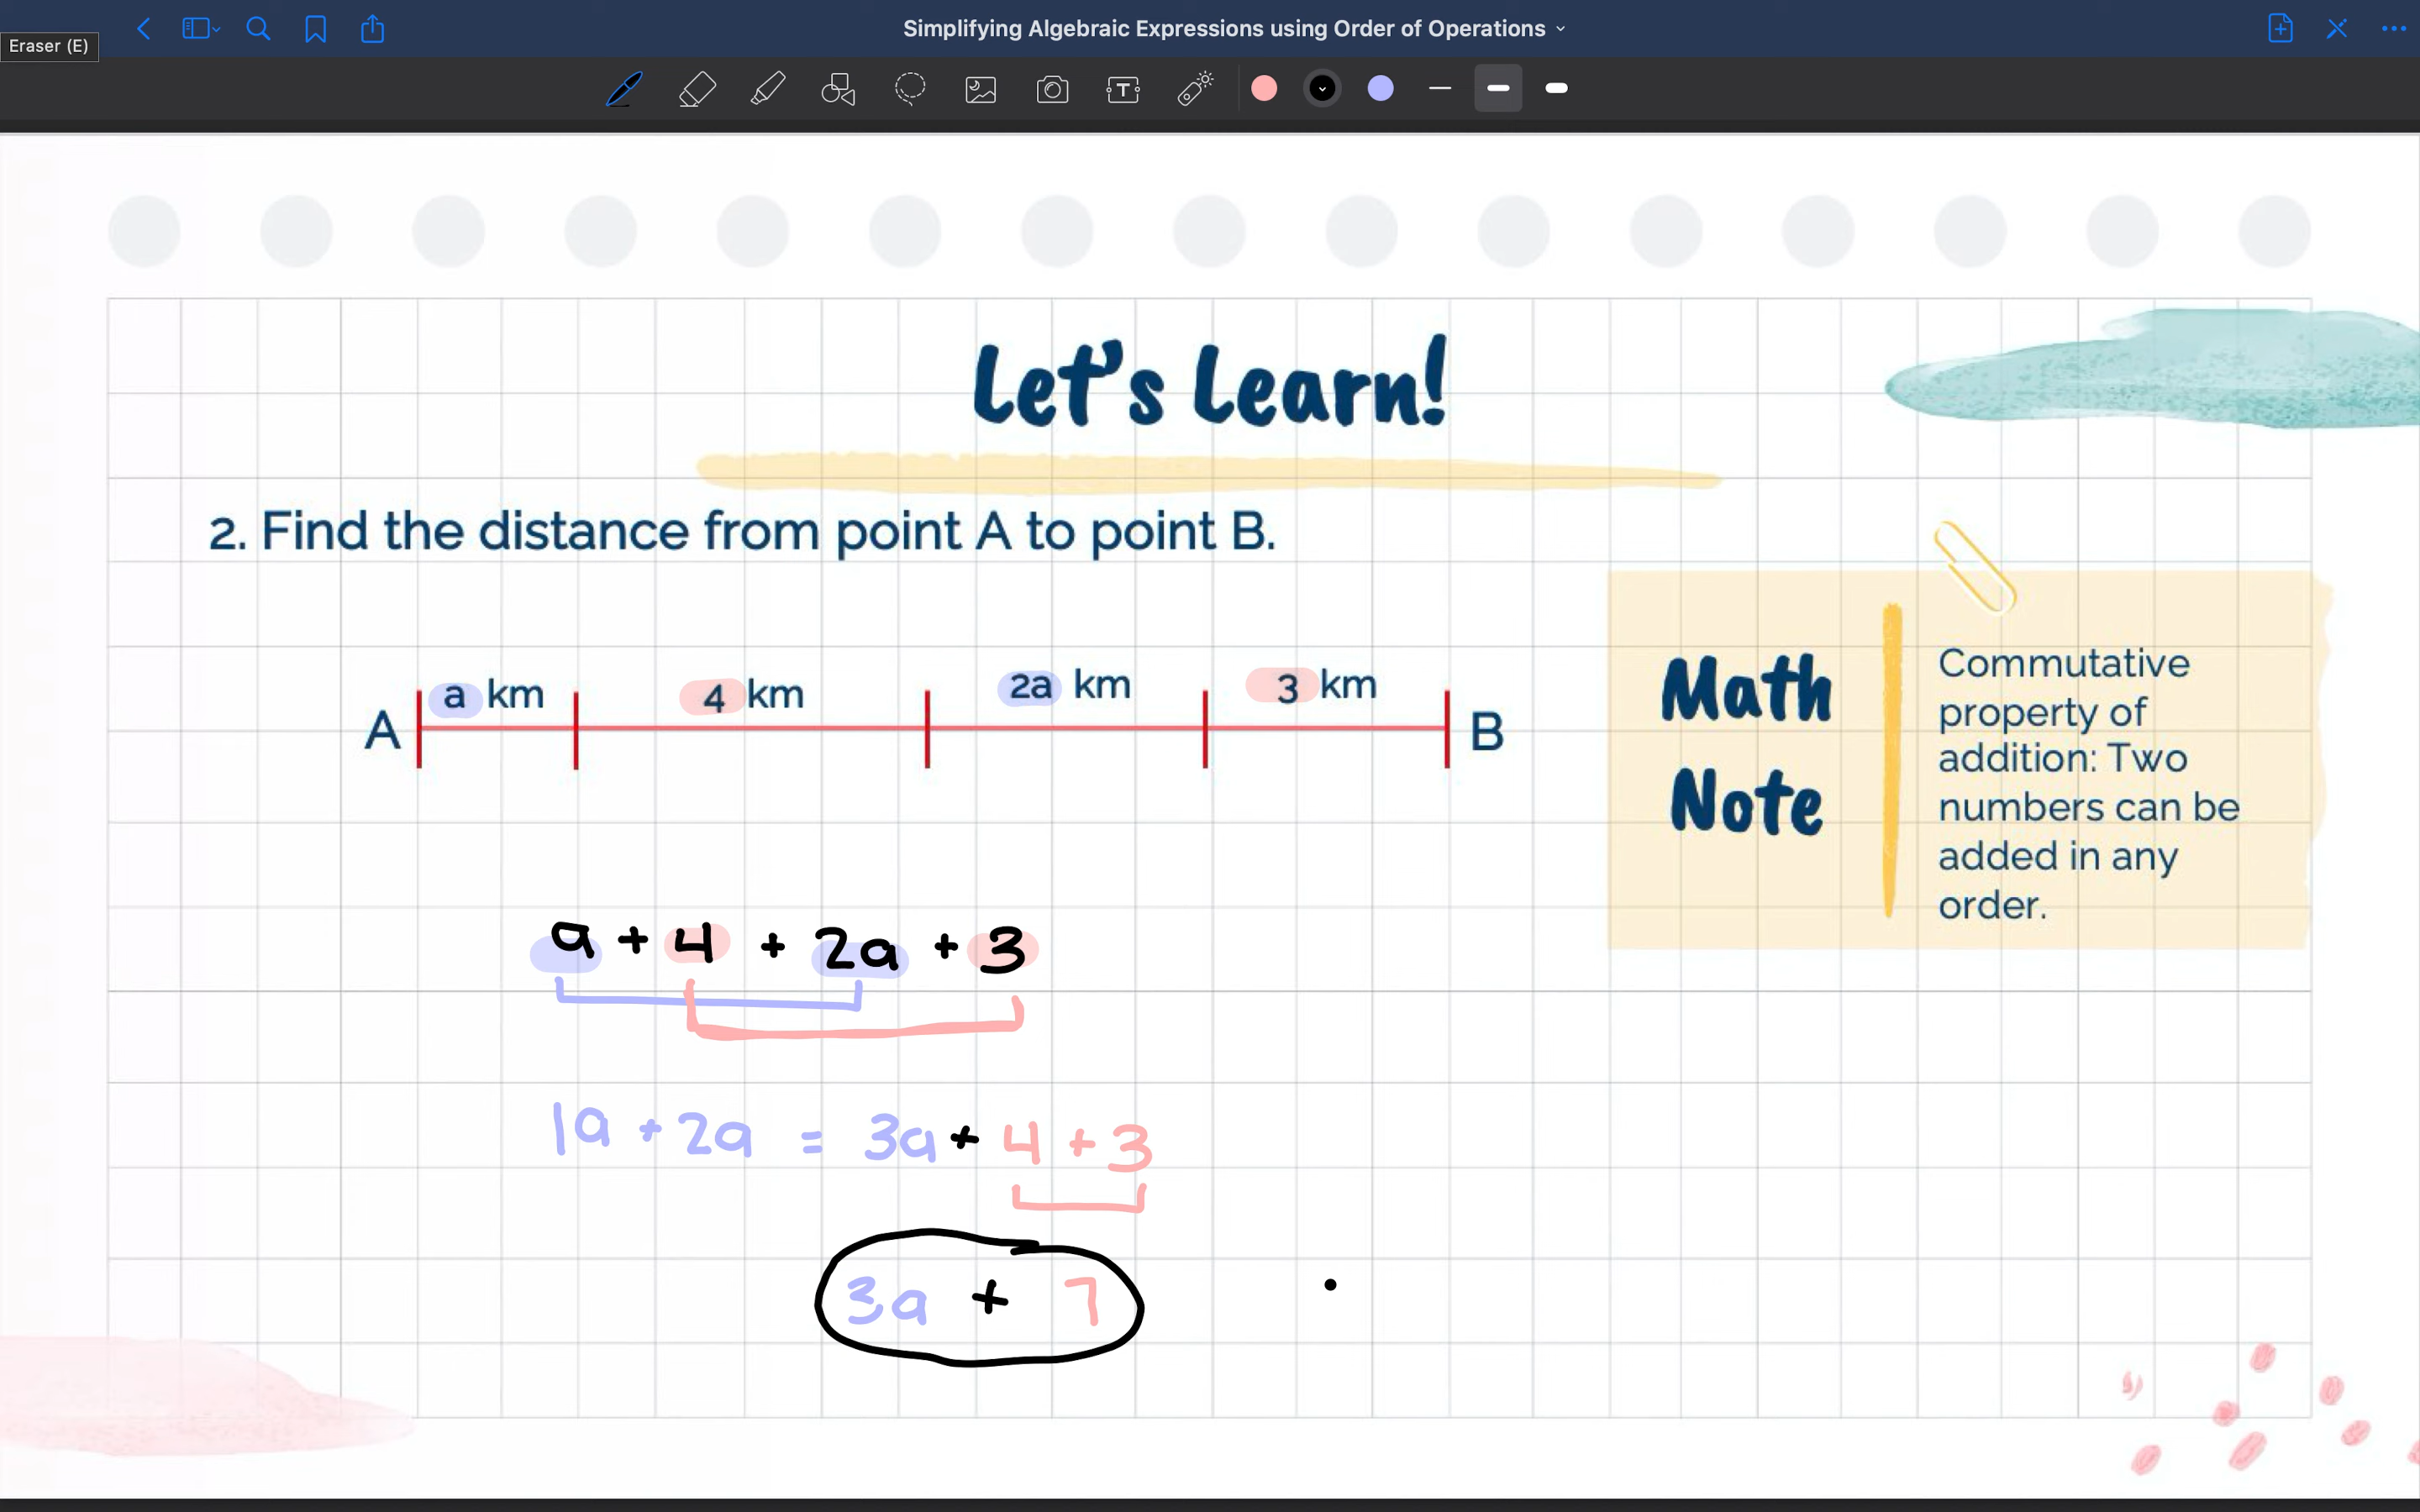 Simplifying Algebraic Expressions using Order of Operations
Eraser (E)
T
Let's Learn!
2. Find the distance from point A to point B.
a km 4 km 2a km 3 km
A B
Math
Note
Commutative
property of
addition: Two
numbers can be
added in any
order.
a + 4 + 2a + 3
1a + 2a = 3a + 4 + 3
3a + 7